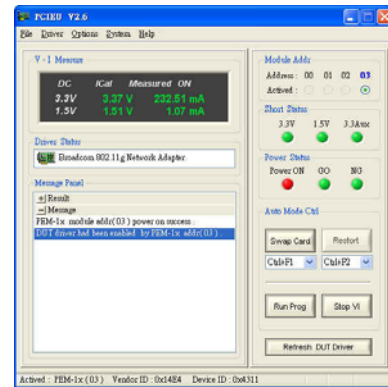 PCIEU V2.6
File Driver Options System Help
V - I Measure
DC ICal Measured ON
3.3V 3.37 V 232.51 mA
1.5V 1.51 V 1.07 mA
Driver Status
Broadcom 802.11g Network Adapter
Message Panel
+] Result
-] Message
PEM-1x module addr( 03 ) power on success .
DUT driver had been enabled by PEM-1x addr( 03 ) .
Module Addr
Address : 00 01 02 03
Actived :
Short Status
3.3V 1.5V 3.3Aux
Power Status
Power ON GO NG
Auto Mode Ctrl
Swap Card Restort
Ctrl+F1 Ctrl+F2
Run Prog Stop VI
Refresh DUT Driver
Actived : PEM-1x ( 03 ) Vendor ID : 0x14E4 Device ID : 0x4311